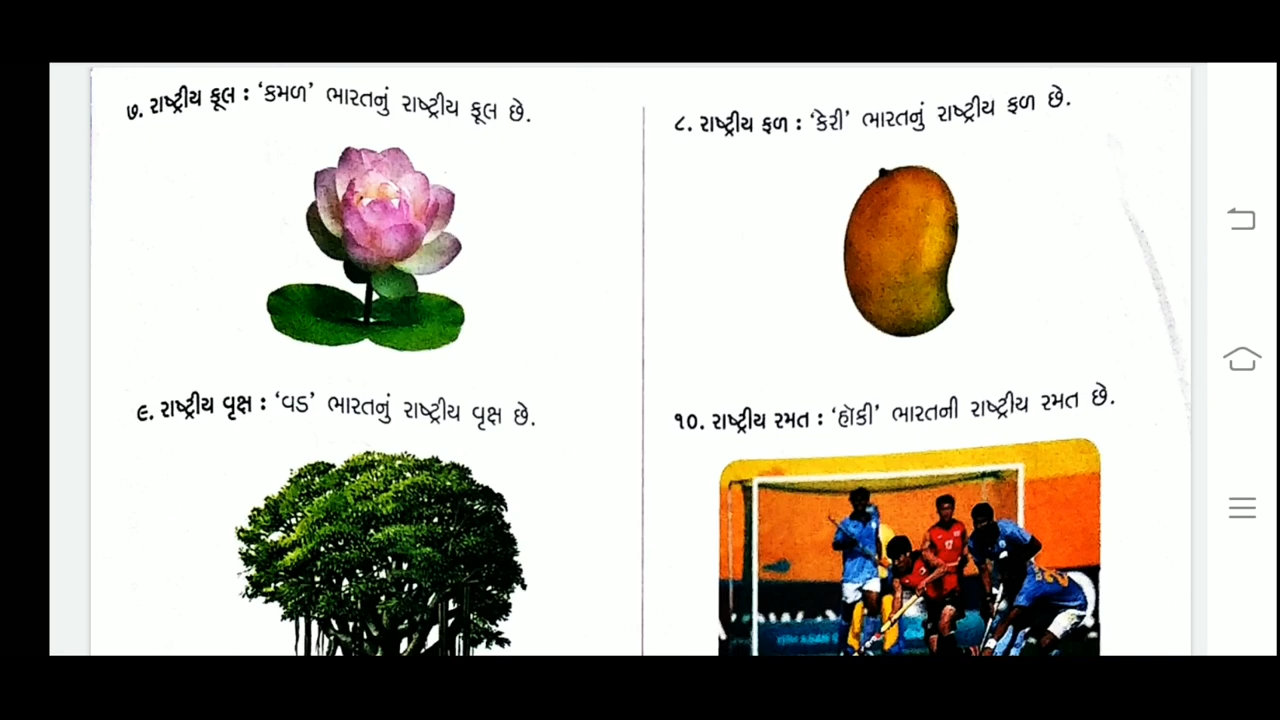 ૭. રાષ્ટ્રીય ફૂલ : ‘કમળ’ ભારતનું રાષ્ટ્રીય ફૂલ છે.
૮. રાષ્ટ્રીય ફળ : ‘કેરી’ ભારતનું રાષ્ટ્રીય ફળ છે.
૯. રાષ્ટ્રીય વૃક્ષ : ‘વડ’ ભારતનું રાષ્ટ્રીય વૃક્ષ છે.
૧૦. રાષ્ટ્રીય રમત : ‘હૉકી’ ભારતની રાષ્ટ્રીય રમત છે.